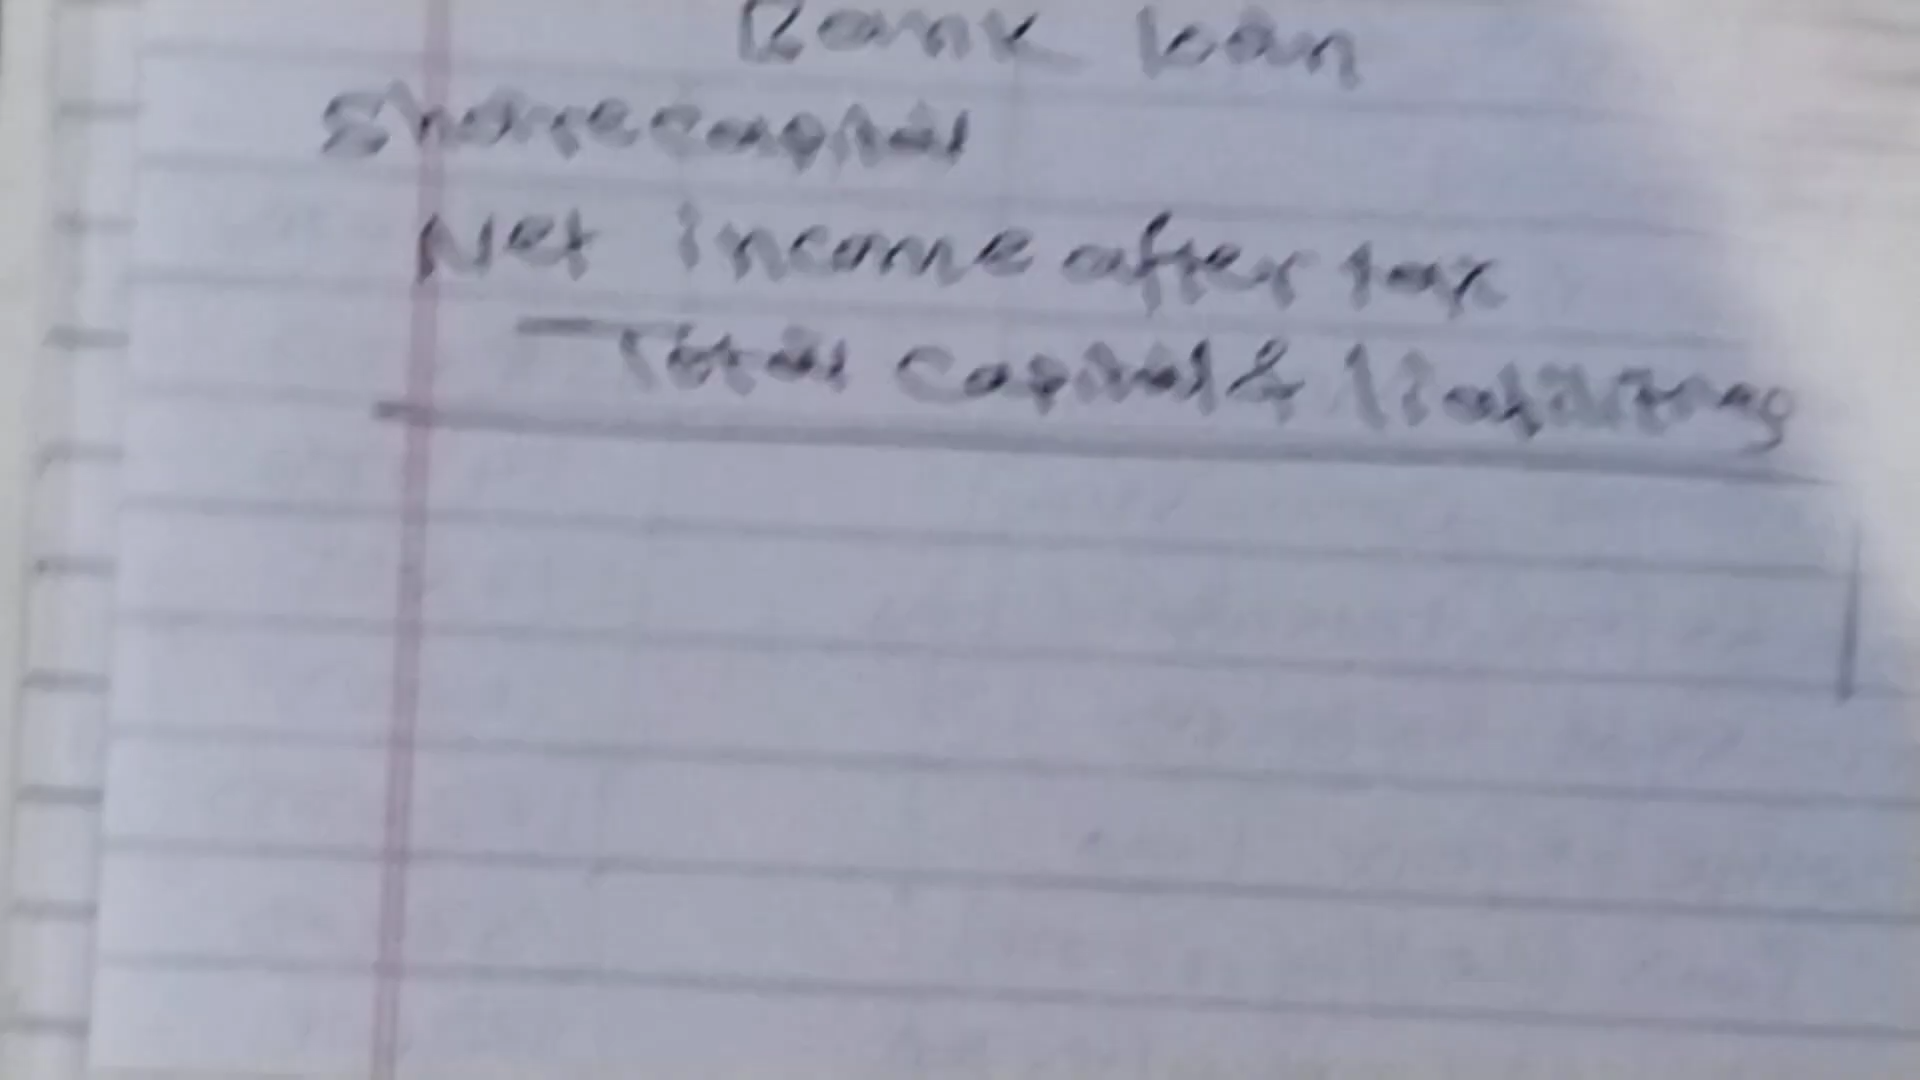 Bank loan
Share capital
Net income after tax
Total capital & liabilities